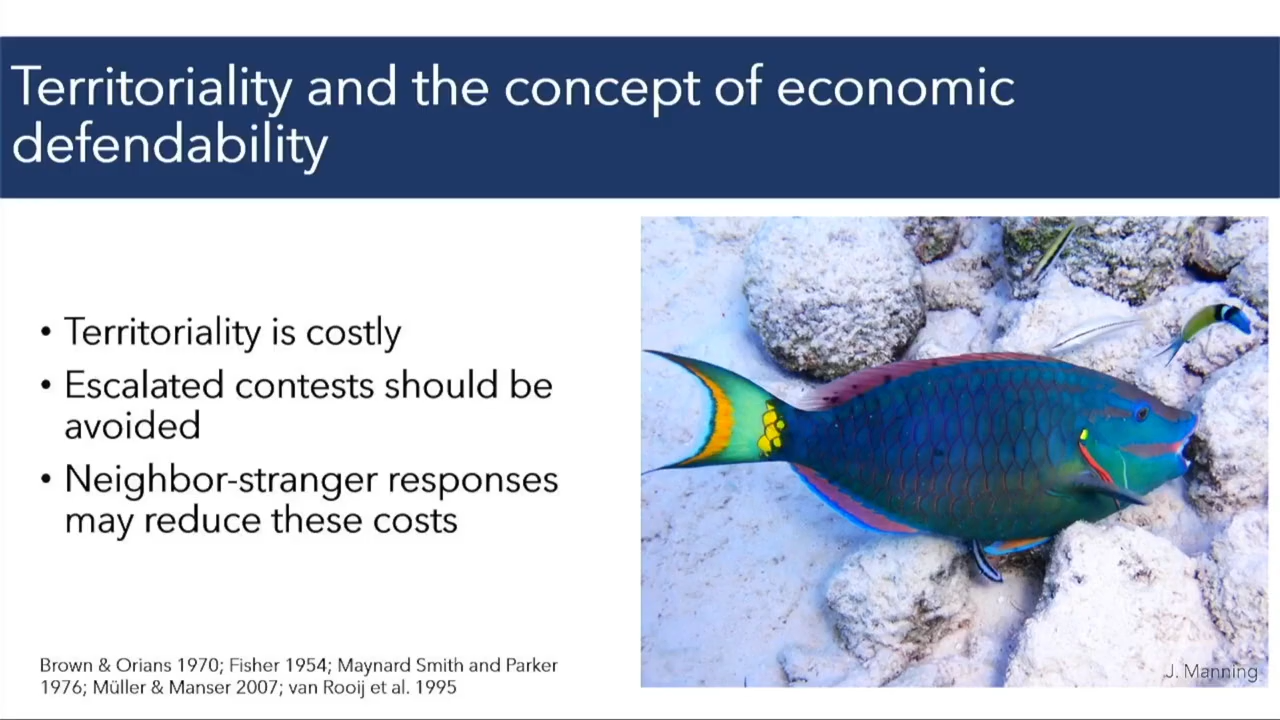 Territoriality and the concept of economic
defendability
• Territoriality is costly
• Escalated contests should be
avoided
• Neighbor-stranger responses
may reduce these costs
Brown & Orians 1970; Fisher 1954; Maynard Smith and Parker
1976; Müller & Manser 2007; van Rooij et al. 1995
J. Manning